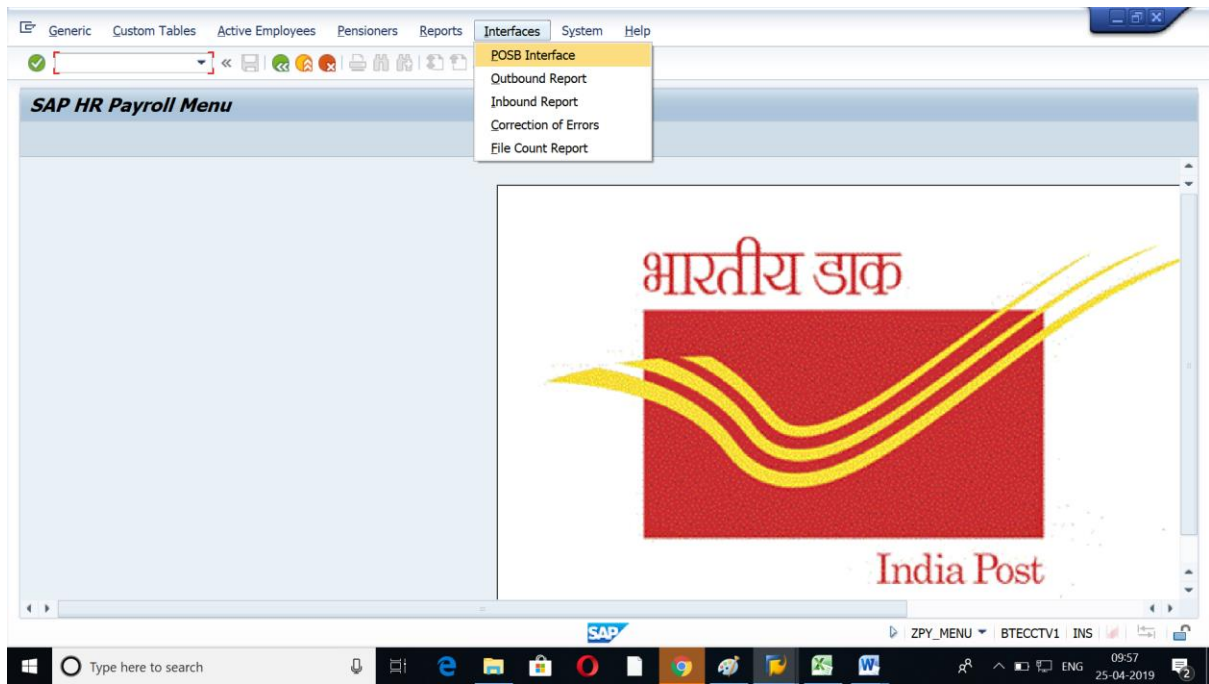 Generic Custom Tables Active Employees Pensioners Reports Interfaces System Help
POSB Interface
Outbound Report
Inbound Report
Correction of Errors
File Count Report
SAP HR Payroll Menu
भारतीय डाक
India Post
SAP
ZPY_MENU BTECCTV1 INS
Type here to search
ENG
09:57
25-04-2019
2